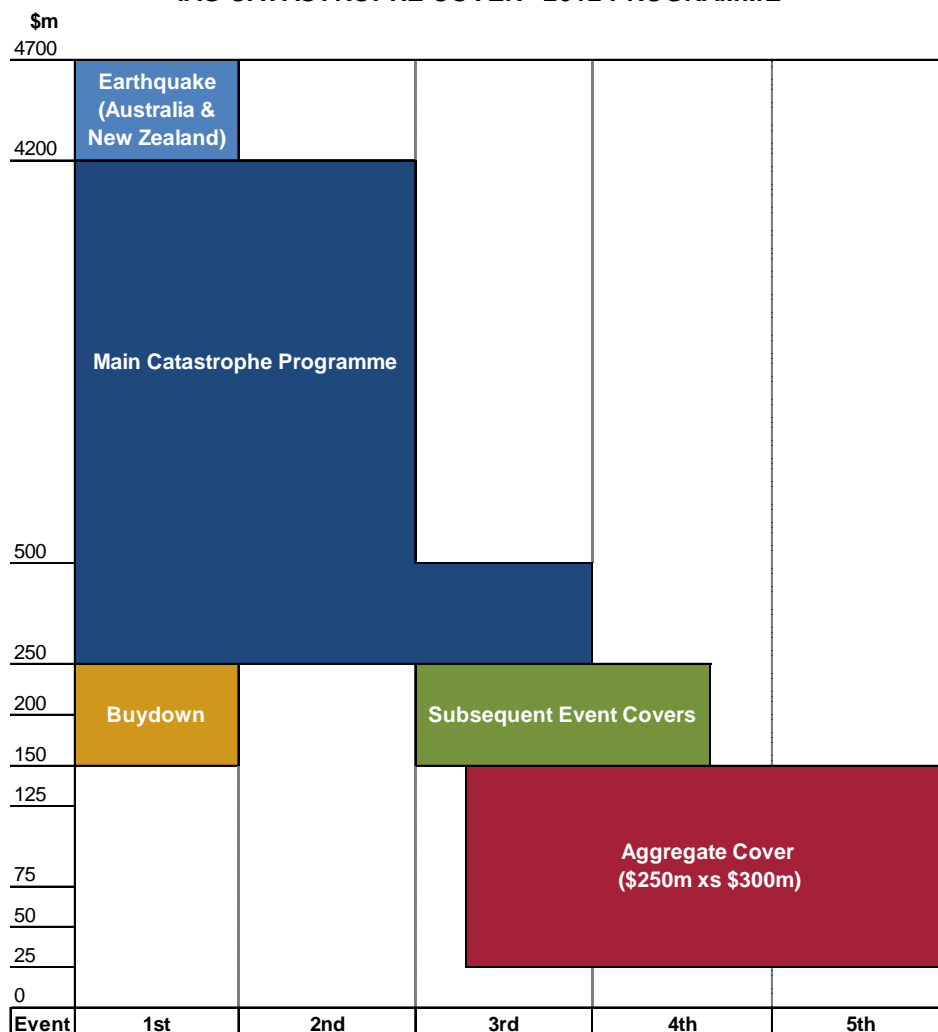 $m
4700
Earthquake
(Australia &
New Zealand)
4200
Main Catastrophe Programme
500
250
200
Buydown
Subsequent Event Covers
150
125
Aggregate Cover
($250m xs $300m)
75
50
25
0
Event 1st 2nd 3rd 4th 5th